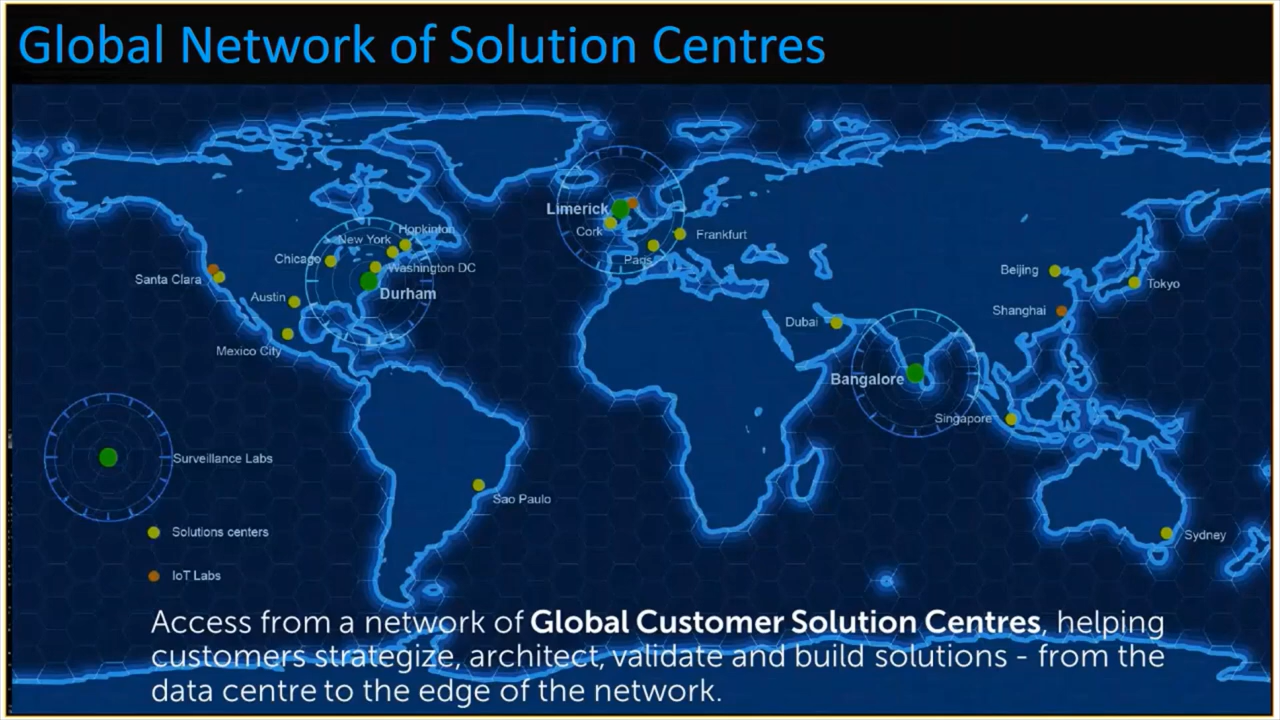 Global Network of Solution Centres
Limerick
Cork
Frankfurt
Hopkinton
New York
Chicago
Washington DC
Santa Clara
Durham
Austin
Mexico City
Beijing
Tokyo
Shanghai
Dubai
Bangalore
Singapore
Surveillance Labs
Sao Paulo
Solutions centers
Sydney
IoT Labs
Access from a network of Global Customer Solution Centres, helping
customers strategize, architect, validate and build solutions - from the
data centre to the edge of the network.